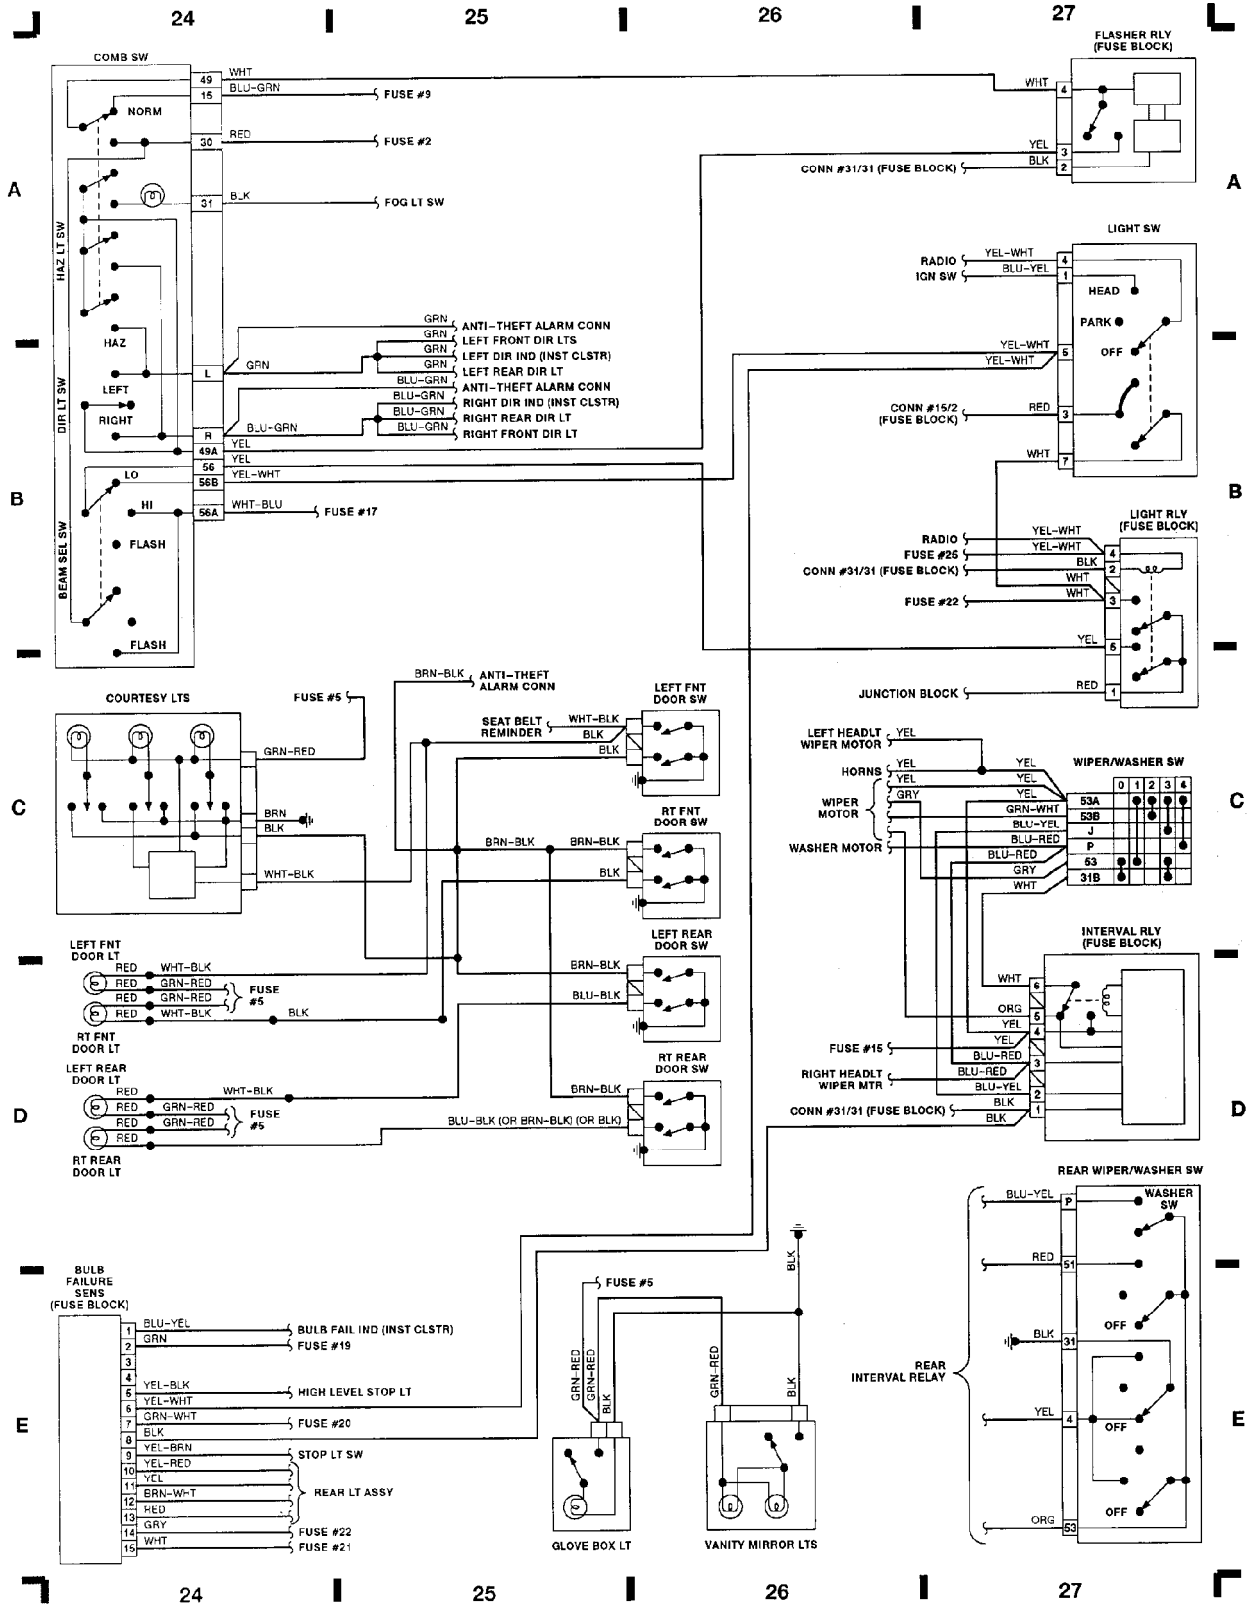 24 25 26 27
COMB SW
49 WHT
15 BLU-GRN FUSE #9
NORM
30 RED FUSE #2
31 BLK FOG LT SW
HAZ LT SW
HAZ
L GRN
GRN ANTI-THEFT ALARM CONN
GRN LEFT FRONT DIR LTS
GRN LEFT DIR IND (INST CLSTR)
GRN LEFT REAR DIR LT
BLU-GRN ANTI-THEFT ALARM CONN
BLU-GRN RIGHT DIR IND (INST CLSTR)
BLU-GRN RIGHT REAR DIR LT
BLU-GRN RIGHT FRONT DIR LT
DIR LT SW
LEFT
RIGHT
R BLU-GRN
49A YEL
56 YEL
56B YEL-WHT
LO
HI
56A WHT-BLU FUSE #17
FLASH
FLASH
BEAM SEL SW
FLASHER RLY
(FUSE BLOCK)
WHT 4
YEL 3
CONN #31/31 (FUSE BLOCK) BLK 2
A A
LIGHT SW
RADIO YEL-WHT 4
IGN SW BLU-YEL 1
HEAD
PARK
OFF
YEL-WHT 5
YEL-WHT
CONN #15/2
(FUSE BLOCK)
RED 3
WHT 7
B B
LIGHT RLY
(FUSE BLOCK)
RADIO YEL-WHT
FUSE #26 YEL-WHT 4
CONN #31/31 (FUSE BLOCK) BLK 2
WHT
FUSE #22 WHT 3
YEL 5
JUNCTION BLOCK RED 1
COURTESY LTS
FUSE #5
GRN-RED
BRN
BLK
WHT-BLK
BRN-BLK ANTI-THEFT
ALARM CONN
LEFT FNT
DOOR SW
SEAT BELT
REMINDER
WHT-BLK
BLK
BLK
RT FNT
DOOR SW
BRN-BLK BRN-BLK
BLK
LEFT REAR
DOOR SW
BRN-BLK
BLU-BLK
RT REAR
DOOR SW
BRN-BLK
BLU-BLK (OR BRN-BLK) (OR BLK)
C C
LEFT FNT
DOOR LT
RED WHT-BLK
RED GRN-RED
RED GRN-RED
RED WHT-BLK BLK
FUSE
#5
RT FNT
DOOR LT
LEFT REAR
DOOR LT
RED WHT-BLK
RED GRN-RED
RED GRN-RED
RED
FUSE
#5
RT REAR
DOOR LT
LEFT HEADLT
WIPER MOTOR
YEL
HORNS YEL YEL
YEL YEL
GRY YEL
WIPER
MOTOR
WASHER MOTOR
GRN-WHT
BLU-YEL
BLU-RED
BLU-RED
GRY
WHT
WIPER/WASHER SW
0 1 2 3 4
53A
53B
J
P
53
31B
INTERVAL RLY
(FUSE BLOCK)
WHT 6
ORG 5
YEL 4
FUSE #15 YEL
BLU-RED 3
RIGHT HEADLT
WIPER MTR
BLU-RED
BLU-YEL 2
CONN #31/31 (FUSE BLOCK) BLK 1
BLK
D D
REAR WIPER/WASHER SW
BLU-YEL P
WASHER
SW
RED 51
OFF
BLK 31
REAR
INTERVAL RELAY
YEL 4
OFF
OFF
ORG 53
BULB
FAILURE
SENS
(FUSE BLOCK)
1 BLU-YEL BULB FAIL IND (INST CLSTR)
2 GRN FUSE #19
3
4
5 YEL-BLK HIGH LEVEL STOP LT
6 YEL-WHT
7 GRN-WHT FUSE #20
8 BLK
9 YEL-BRN STOP LT SW
10 YEL-RED
11 YEL
12 BRN-WHT
13 RED
REAR LT ASSY
14 GRY FUSE #22
15 WHT FUSE #21
E E
FUSE #5
GRN-RED
GRN-RED
BLK
GLOVE BOX LT
GRN-RED
BLK
BLK
VANITY MIRROR LTS
24 25 26 27